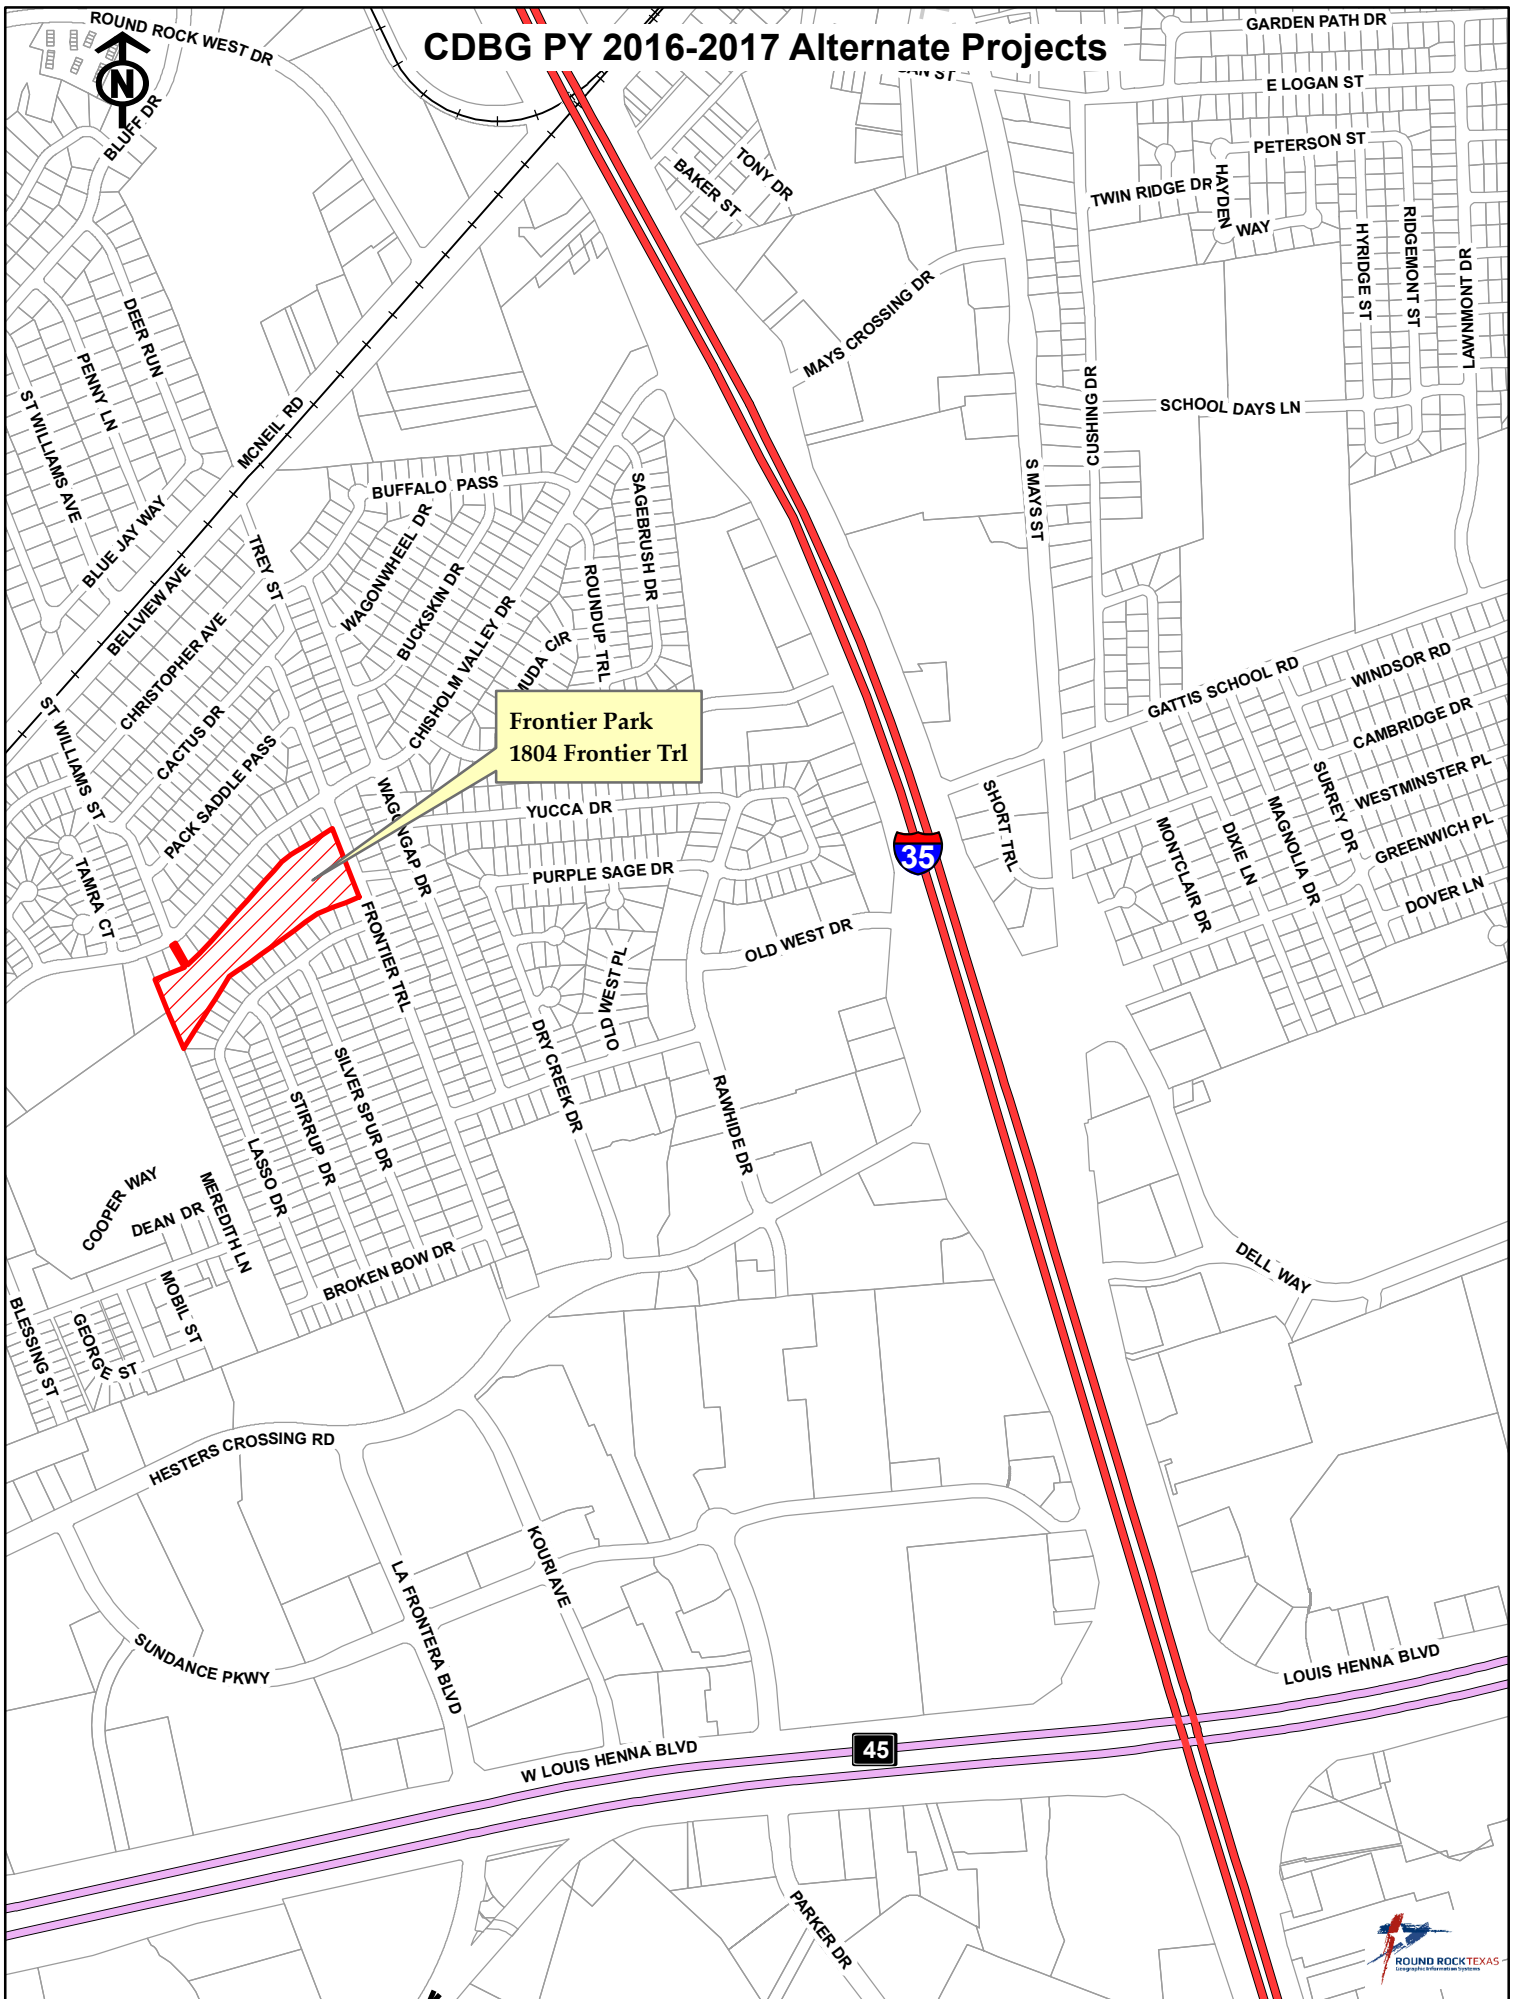 CDBG PY 2016-2017 Alternate Projects
ROUND ROCK WEST DR
N
BLUFF DR
GARDEN PATH DR
E LOGAN ST
PETERSON ST
TONY DR
BAKER ST
TWIN RIDGE DR
HAYDEN
WAY
HYRIDGE ST
RIDGEMONT ST
LAWNMONT DR
MAYS CROSSING DR
DEER RUN
PENNY LN
ST WILLIAMS AVE
MCNEIL RD
CUSHING DR
SCHOOL DAYS LN
S MAYS ST
BUFFALO PASS
SAGEBRUSH DR
BLUE JAY WAY
BELLVIEW AVE
TREY ST
WAGONWHEEL DR
BUCKSKIN DR
ROUNDUP TRL
CHISHOLM VALLEY DR
CHRISTOPHER AVE
CACTUS DR
ST WILLIAMS ST
PACK SADDLE PASS
MUDA CIR
Frontier Park
1804 Frontier Trl
GATTIS SCHOOL RD
WINDSOR RD
CAMBRIDGE DR
WESTMINSTER PL
GREENWICH PL
DOVER LN
SURREY DR
MAGNOLIA DR
DIXIE LN
MONTCLAIR DR
SHORT TRL
35
YUCCA DR
WAGONGAP DR
PURPLE SAGE DR
TAMRA CT
FRONTIER TRL
OLD WEST DR
OLD WEST PL
DRY CREEK DR
RAWHIDE DR
SILVER SPUR DR
STIRRUP DR
LASSO DR
MEREDITH LN
COOPER WAY
DEAN DR
BROKEN BOW DR
MOBIL ST
GEORGE ST
BLESSING ST
DELL WAY
HESTERS CROSSING RD
KOURI AVE
LA FRONTERA BLVD
SUNDANCE PKWY
LOUIS HENNA BLVD
W LOUIS HENNA BLVD
45
PARKER DR
ROUND ROCK TEXAS
Geographic Information Systems